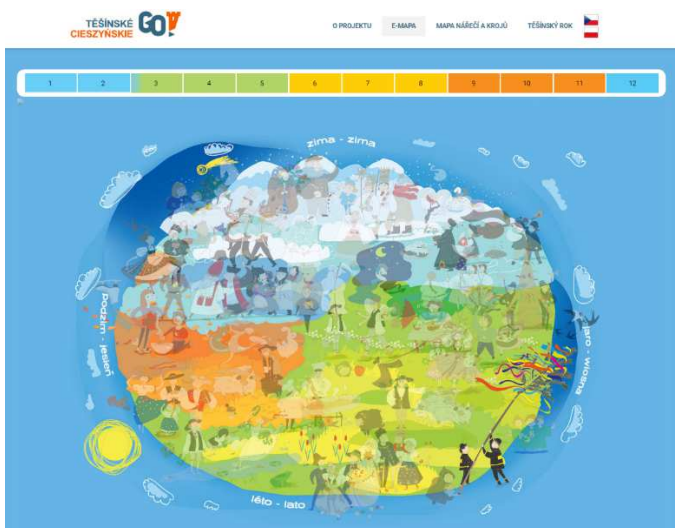 TĚŠÍNSKÉ GO!
CIESZYŃSKIE
O PROJEKTU E-MAPA MAPA NÁŘEČÍ A KROJŮ TĚŠÍNSKÝ ROK
1 2 3 4 5 6 7 8 9 10 11 12
zima - zima
podzim - jesień
jaro - wiosna
léto - lato